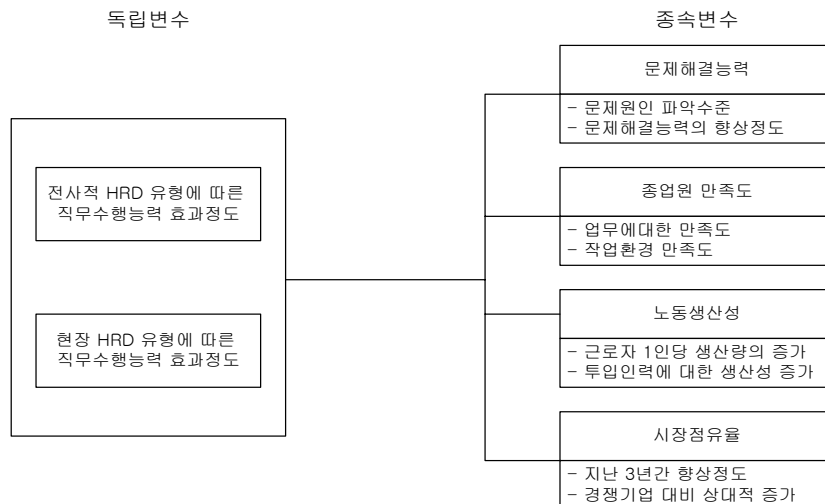 독립변수
종속변수
전사적 HRD 유형에 따른
직무수행능력 효과정도
현장 HRD 유형에 따른
직무수행능력 효과정도
문제해결능력
- 문제원인 파악수준
- 문제해결능력의 향상정도
종업원 만족도
- 업무에대한 만족도
- 작업환경 만족도
노동생산성
- 근로자 1인당 생산량의 증가
- 투입인력에 대한 생산성 증가
시장점유율
- 지난 3년간 향상정도
- 경쟁기업 대비 상대적 증가